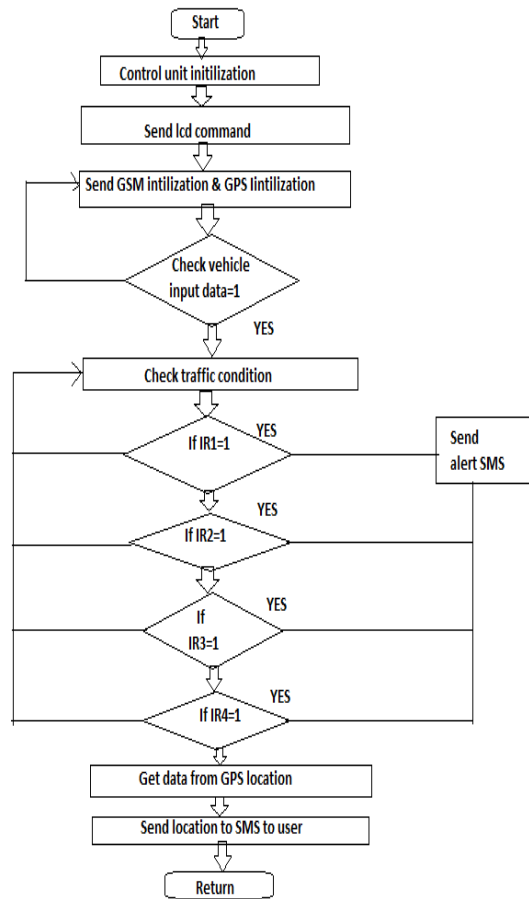 Start
Control unit initilization
Send lcd command
Send GSM intilization & GPS lintilization
Check vehicle
input data=1
YES
Check traffic condition
YES
If IR1=1
Send
alert SMS
YES
If IR2=1
YES
If
IR3=1
YES
If IR4=1
Get data from GPS location
Send location to SMS to user
Return